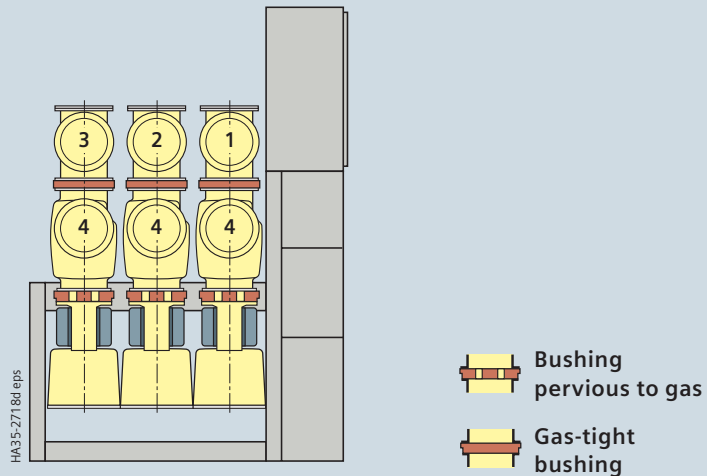 3 2 1
4 4 4
HA35-2718d eps
Bushing
pervious to gas
Gas-tight
bushing